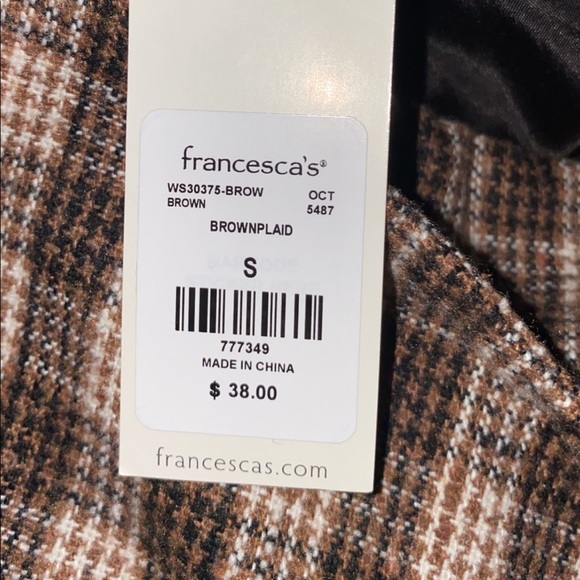 francesca's®
WS30375-BROW OCT
BROWN 5487
BROWNPLAID
S
777349
MADE IN CHINA
$ 38.00
francescas.com